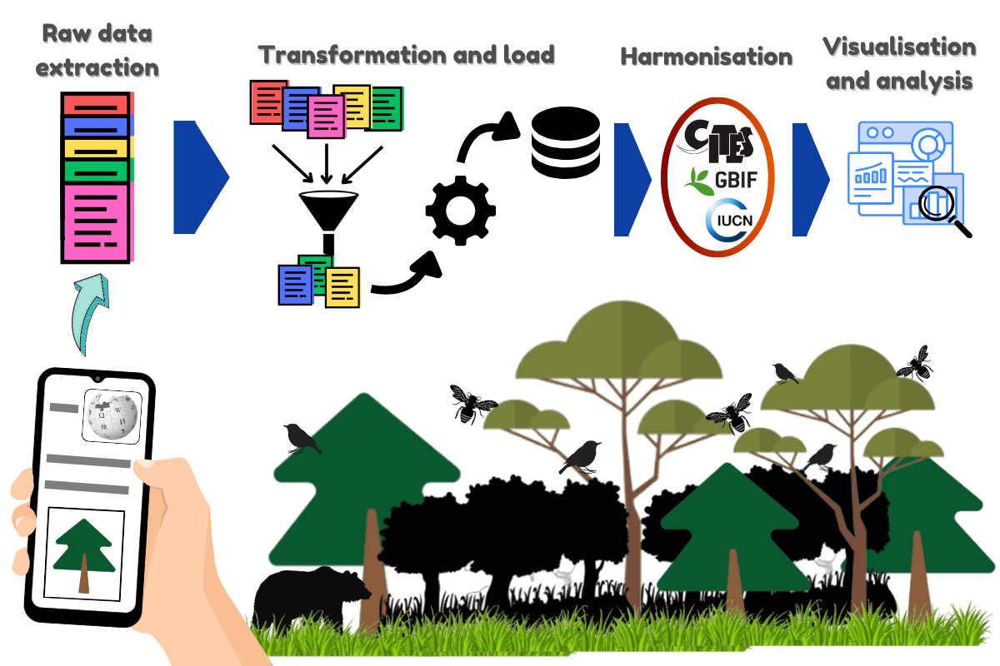 Raw data
extraction
Transformation and load
Harmonisation
Visualisation
and analysis
CITES
GBIF
IUCN
Ω W И